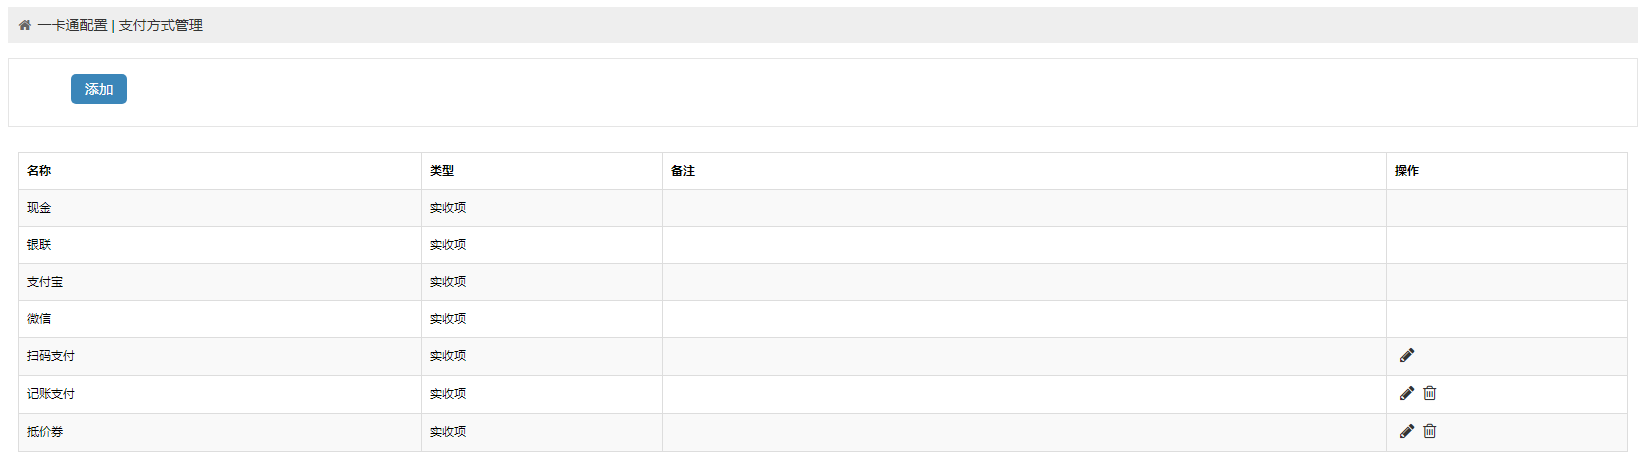 一卡通配置 | 支付方式管理
添加
名称 类型 备注 操作
现金 实收项
银联 实收项
支付宝 实收项
微信 实收项
扫码支付 实收项
记账支付 实收项
抵价券 实收项